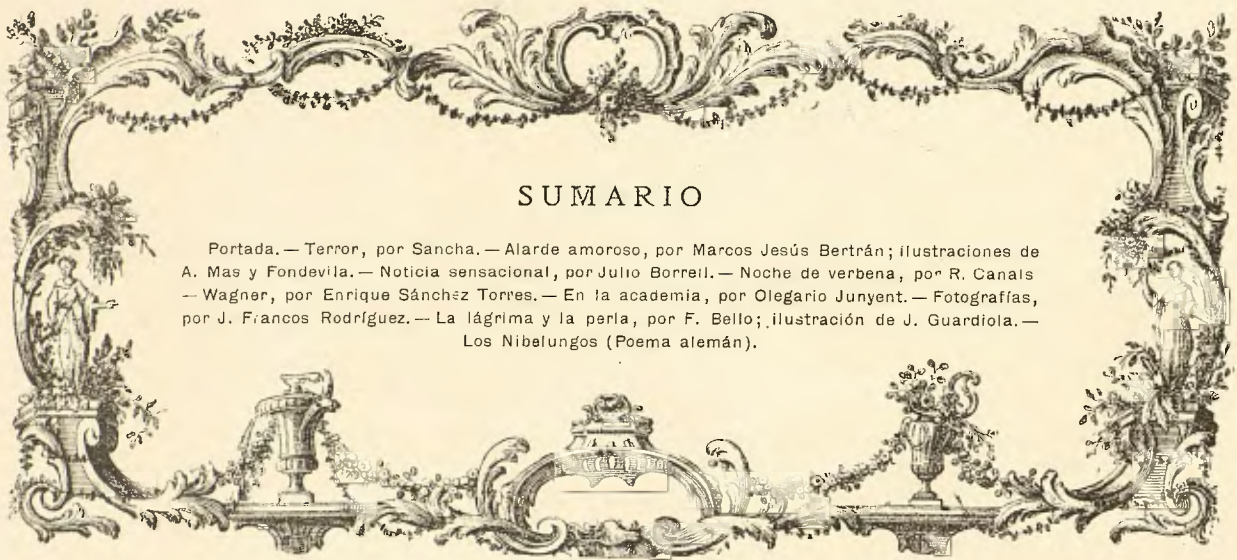 SUMARIO
Portada.— Terror, por Sancha.— Alarde amoroso, por Marcos Jesús Bertrán; ilustraciones de
A. Mas y Fondevila.— Noticia sensacional, por Julio Borrell.— Noche de verbena, por R. Canals
— Wagner, por Enrique Sánchez Torres.— En la academia, por Olegario Junyent.— Fotografías,
por J. Francos Rodríguez.— La lágrima y la perla, por F. Bello; ilustración de J. Guardiola.—
Los Nibelungos (Poema alemán).